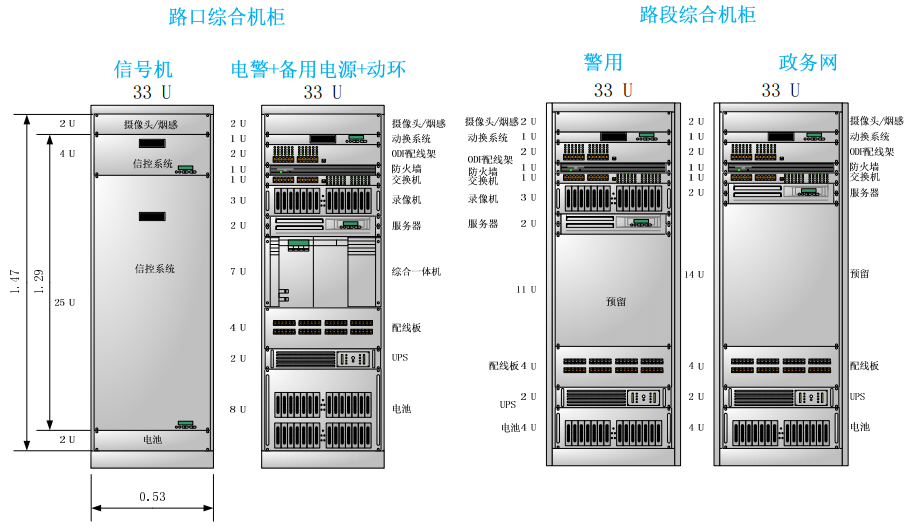 路口综合机柜
路段综合机柜
信号机
电警+备用电源+动环
警用
政务网
33 U
33 U
33 U
33 U
2 U
摄像头/烟感
4 U
信控系统
25 U
信控系统
2 U
电池
1.47
1.29
0.53
2 U
摄像头/烟感
1 U
动换系统
2 U
ODF配线架
1 U
防火墙
1 U
交换机
3 U
录像机
2 U
服务器
7 U
综合一体机
4 U
配线板
2 U
UPS
8 U
电池
摄像头/烟感 2 U
动换系统 1 U
ODF配线架 2 U
防火墙 1 U
交换机 1 U
录像机 3 U
服务器 2 U
11 U
预留
配线板 4 U
UPS 2 U
电池 4 U
2 U
摄像头/烟感
1 U
动换系统
2 U
ODF配线架
1 U
防火墙
1 U
交换机
2 U
服务器
14 U
预留
4 U
配线板
2 U
UPS
4 U
电池